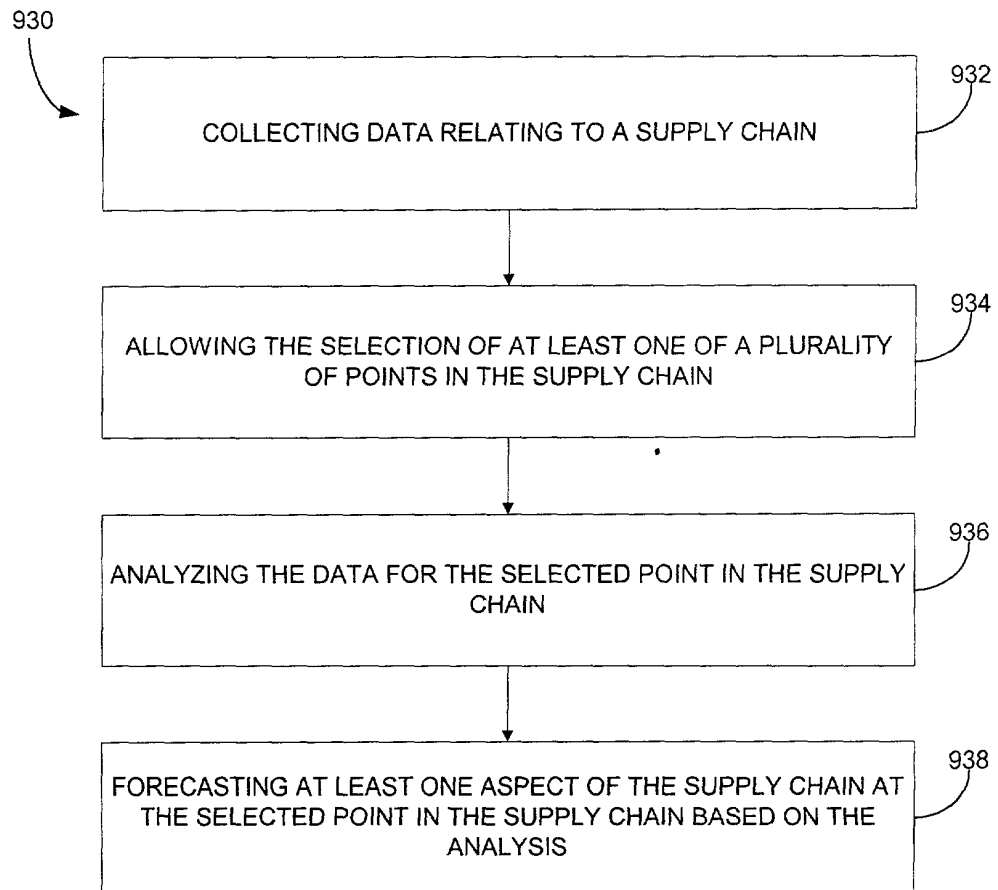 930
932
COLLECTING DATA RELATING TO A SUPPLY CHAIN
934
ALLOWING THE SELECTION OF AT LEAST ONE OF A PLURALITY
OF POINTS IN THE SUPPLY CHAIN
936
ANALYZING THE DATA FOR THE SELECTED POINT IN THE SUPPLY
CHAIN
938
FORECASTING AT LEAST ONE ASPECT OF THE SUPPLY CHAIN AT
THE SELECTED POINT IN THE SUPPLY CHAIN BASED ON THE
ANALYSIS